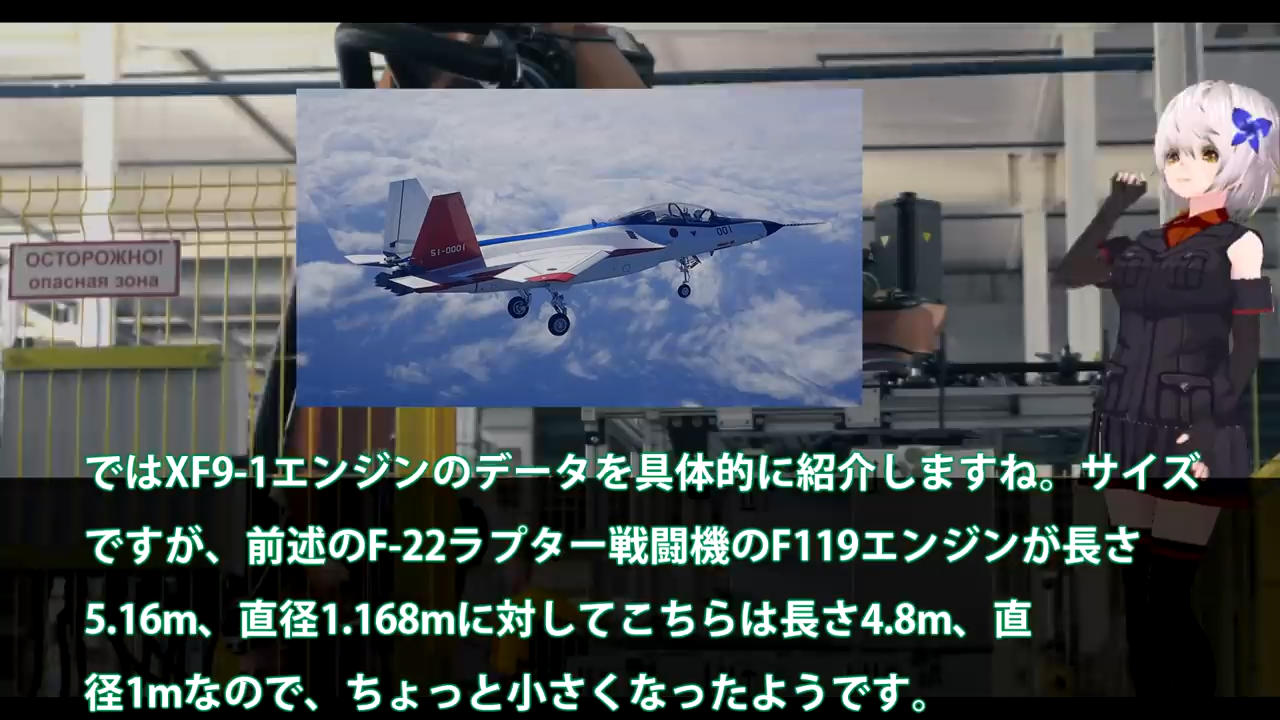 ОСТОРОЖНО!
опасная зона
51-0001
001
ではXF9-1エンジンのデータを具体的に紹介しますね。サイズ
ですが、前述のF-22ラプター戦闘機のF119エンジンが長さ
5.16m、直径1.168mに対してこちらは長さ4.8m、直
径1mなので、ちょっと小さくなったようです。